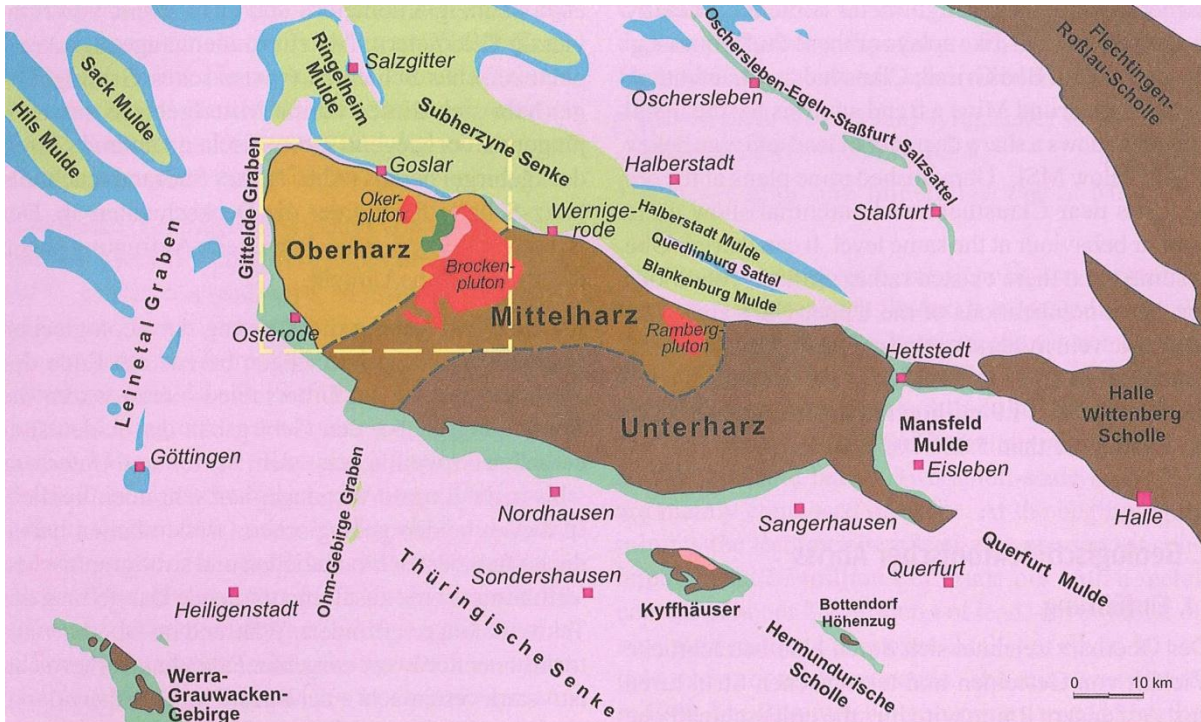 Sack Mulde
Hils Mulde
Ringelheim
Mulde
Salzgitter
Subherzyne Senke
Oschersleben-Egeln-Staßfurt Salzsattel
Oschersleben
Flechtingen-
Roßlau-Scholle
Goslar
Halberstadt
Gittelde Graben
Oker-
pluton
Wernige-
rode
Halberstadt Mulde
Quedlinburg Sattel
Blankenburg Mulde
Staßfurt
Oberharz
Brocken-
pluton
Leinetal Graben
Osterode
Mittelharz
Ramberg-
pluton
Hettstedt
Halle
Wittenberg
Scholle
Unterharz
Mansfeld
Mulde
Göttingen
Eisleben
Ohm-Gebirge Graben
Nordhausen
Sangerhausen
Halle
Thüringische Senke
Querfurt Mulde
Heiligenstadt
Sondershausen
Kyffhäuser
Querfurt
Bottendorf
Höhenzug
Hermundurische
Scholle
Werra-
Grauwacken-
Gebirge
0 10 km